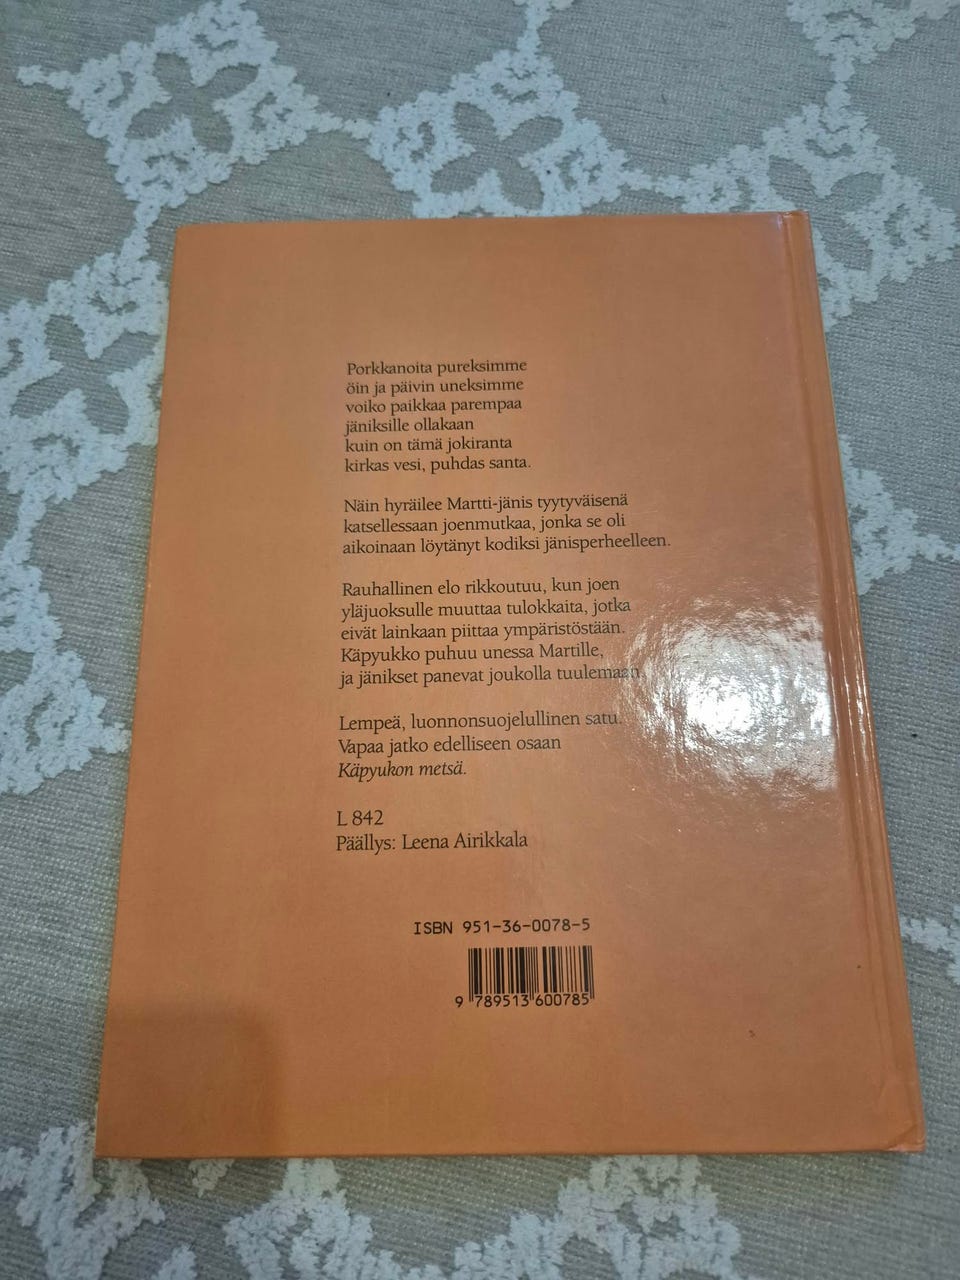 Porkkanoita pureksimme
öin ja päivin uneksimme
voiko paikkaa parempaa
jäniksille ollakaan
kuin on tämä jokiranta
kirkas vesi, puhdas santa.
Näin hyräilee Martti-jänis tyytyväisenä
katsellessaan joenmutkaa, jonka se oli
aikoinaan löytänyt kodiksi jänisperheelleen.
Rauhallinen elo rikkoutuu, kun joen
yläjuoksulle muuttaa tulokkaita, jotka
eivät lainkaan piittaa ympäristöstään.
Käpyukko puhuu unessa Martille,
ja jänikset panevat joukolla tuulemaan.
Lempeä, luonnonsuojelullinen satu.
Vapaa jatko edelliseen osaan
Käpyukon metsä.
L 842
Päällys: Leena Airikkala
ISBN 951-36-0078-5
9 789513 600785